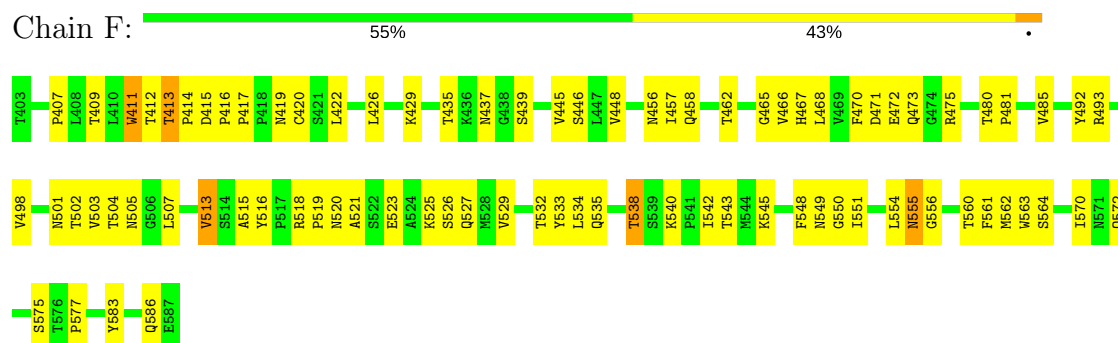 Chain F:
55% 43% •
T403 P407 L408 T409 L410 W411 T412 T413 P414 D415 P416 P417 P418 N419 C420 S421 L422 L426 K429 T435 K436 N437 G438 S439 V445 S446 L447 V448 N456 I457 Q458 T462 G465 V466 H467 L468 V469 F470 D471 E472 Q473 G474 R475 T480 P481 V485 Y492 R493
V498 N501 T502 V503 T504 N505 G506 L507 V513 S514 A515 Y516 P517 R518 P519 N520 A521 S522 E523 A524 K525 S526 Q527 M528 V529 T532 Y533 L534 Q535 T538 S539 K540 P541 I542 T543 M544 K545 F548 N549 G550 I551 L554 N555 G556 T560 F561 M562 W563 S564 I570 N571
S575 T576 P577 Y583 Q586 E587